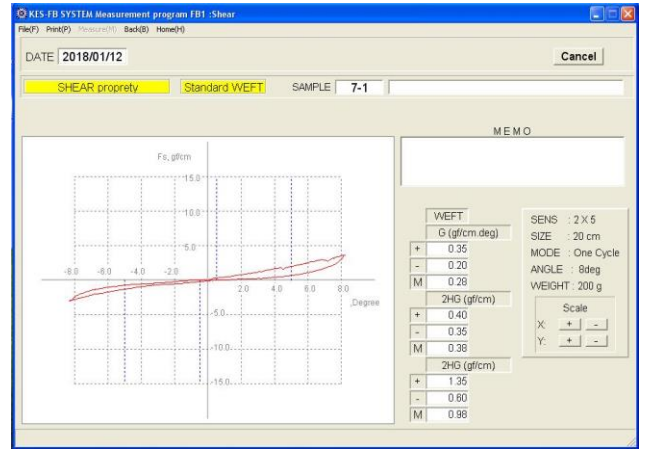 KES-FB SYSTEM Measurement program FB1 :Shear
File(F) Print(P) Measure(M) Back(B) Home(H)
DATE 2018/01/12 Cancel
SHEAR proprety Standard WEFT SAMPLE 7-1
MEMO
Fs, gf/cm
15.0
10.0
5.0
-8.0 -6.0 -4.0 -2.0
2.0 4.0 6.0 8.0
,Degree
-5.0
-10.0
-15.0
WEFT
G (gf/cm.deg)
+ 0.35
- 0.20
M 0.28
2HG (gf/cm)
+ 0.40
- 0.35
M 0.38
2HG (gf/cm)
+ 1.35
- 0.60
M 0.98
SENS : 2 X 5
SIZE : 20 cm
MODE : One Cycle
ANGLE : 8deg
WEIGHT : 200 g
Scale
X: + -
Y: + -